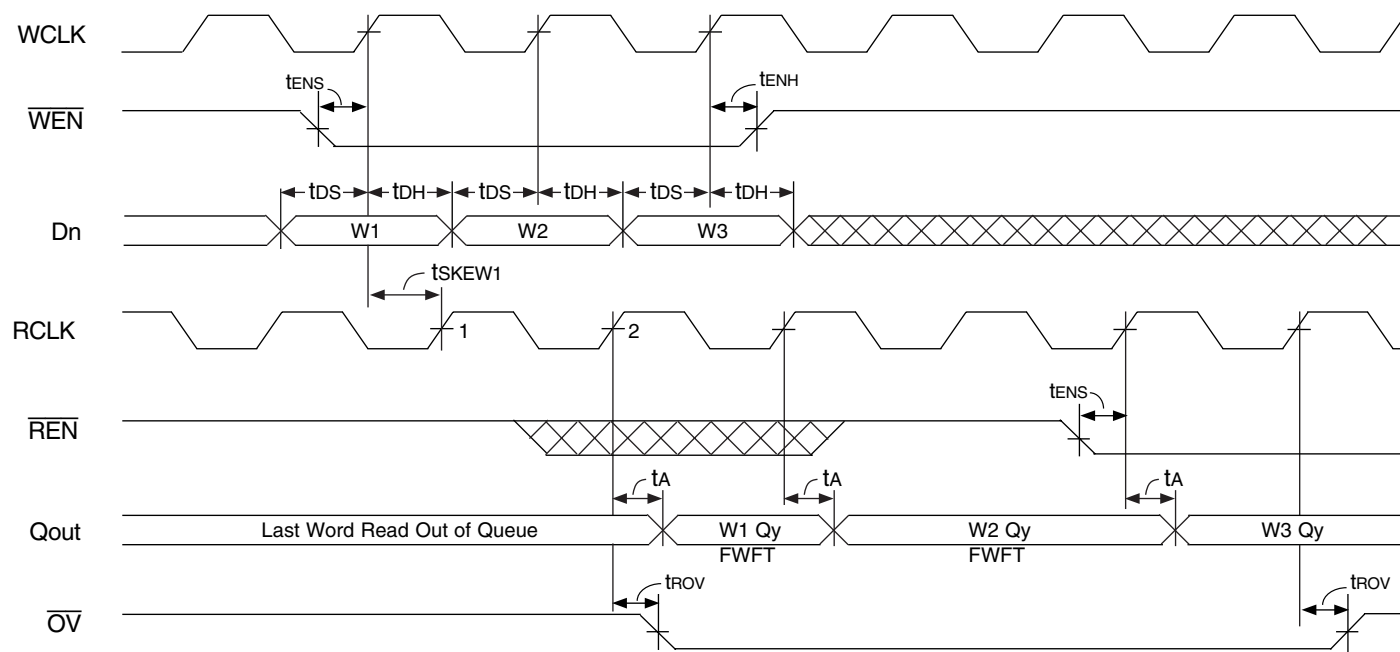 WCLK
tENS
tENH
WEN
tDS tDH tDS tDH tDS tDH
Dn W1 W2 W3
tSKEW1
RCLK 1 2
tENS
REN
tA tA tA
Qout Last Word Read Out of Queue W1 Qy W2 Qy W3 Qy
FWFT FWFT
tROV tROV
OV